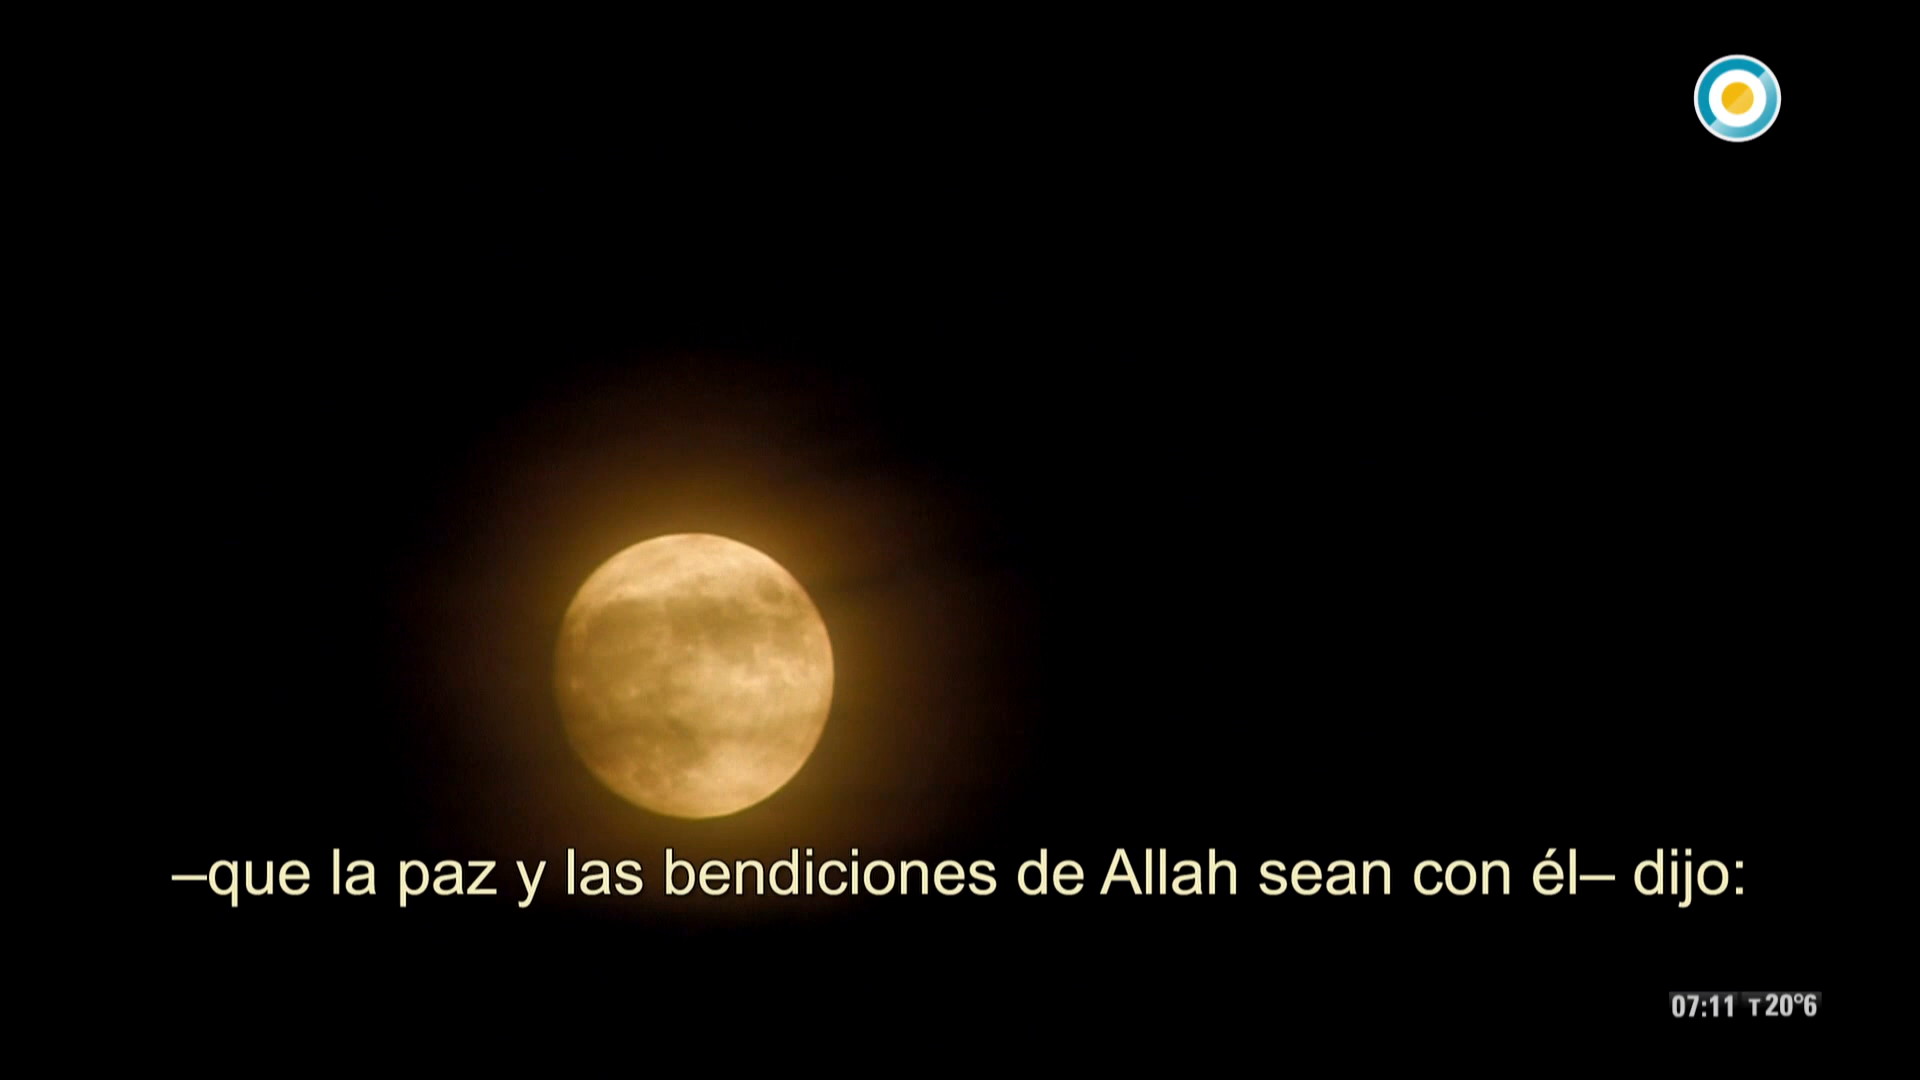 –que la paz y las bendiciones de Allah sean con él– dijo:
07:11 T 20°6